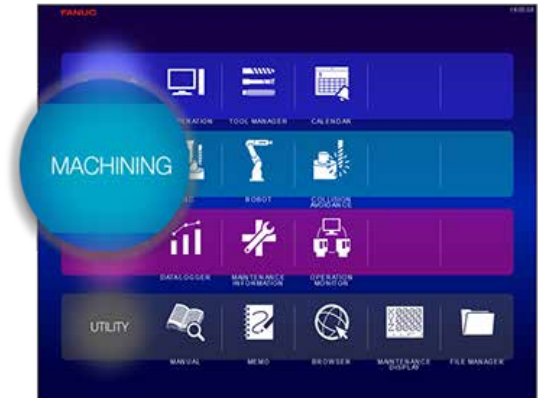 FANUC
TOOL MANAGER
CALENDAR
MACHINING
ROBOT
COLLISION
AVOIDANCE
DATALOGGER
MAINTENANCE
INFORMATION
OPERATION
MONITOR
UTILITY
MANUAL
MEMO
BROWSER
MAINTENANCE
DISPLAY
FILE MANAGER